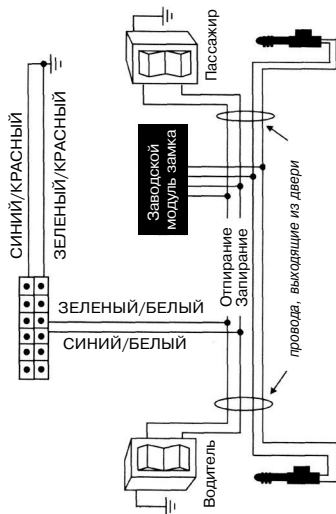 СИНИЙ/КРАСНЫЙ
ЗЕЛЕНЫЙ/КРАСНЫЙ
ЗЕЛЕНЫЙ/БЕЛЫЙ
СИНИЙ/БЕЛЫЙ
Пассажир
Заводской
модуль замка
Отпирание
Запирание
провода, выходящие из двери
Водитель